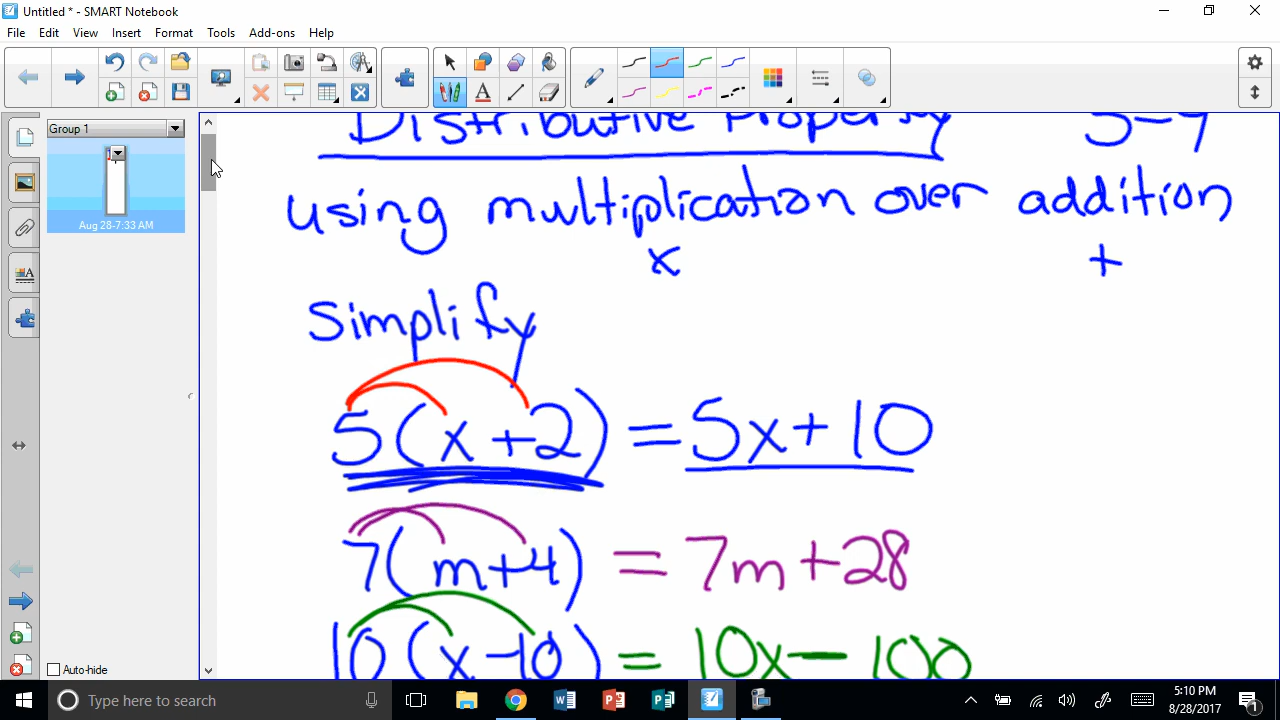 Untitled * - SMART Notebook
File Edit View Insert Format Tools Add-ons Help
Group 1
Aug 28-7:33 AM
Auto-hide
Distributive Property
using multiplication over addition
x +
Simplify
5(x+2) = 5x+10
7(m+4) = 7m+28
10(x-10) = 10x-100
Type here to search
5:10 PM
8/28/2017
1